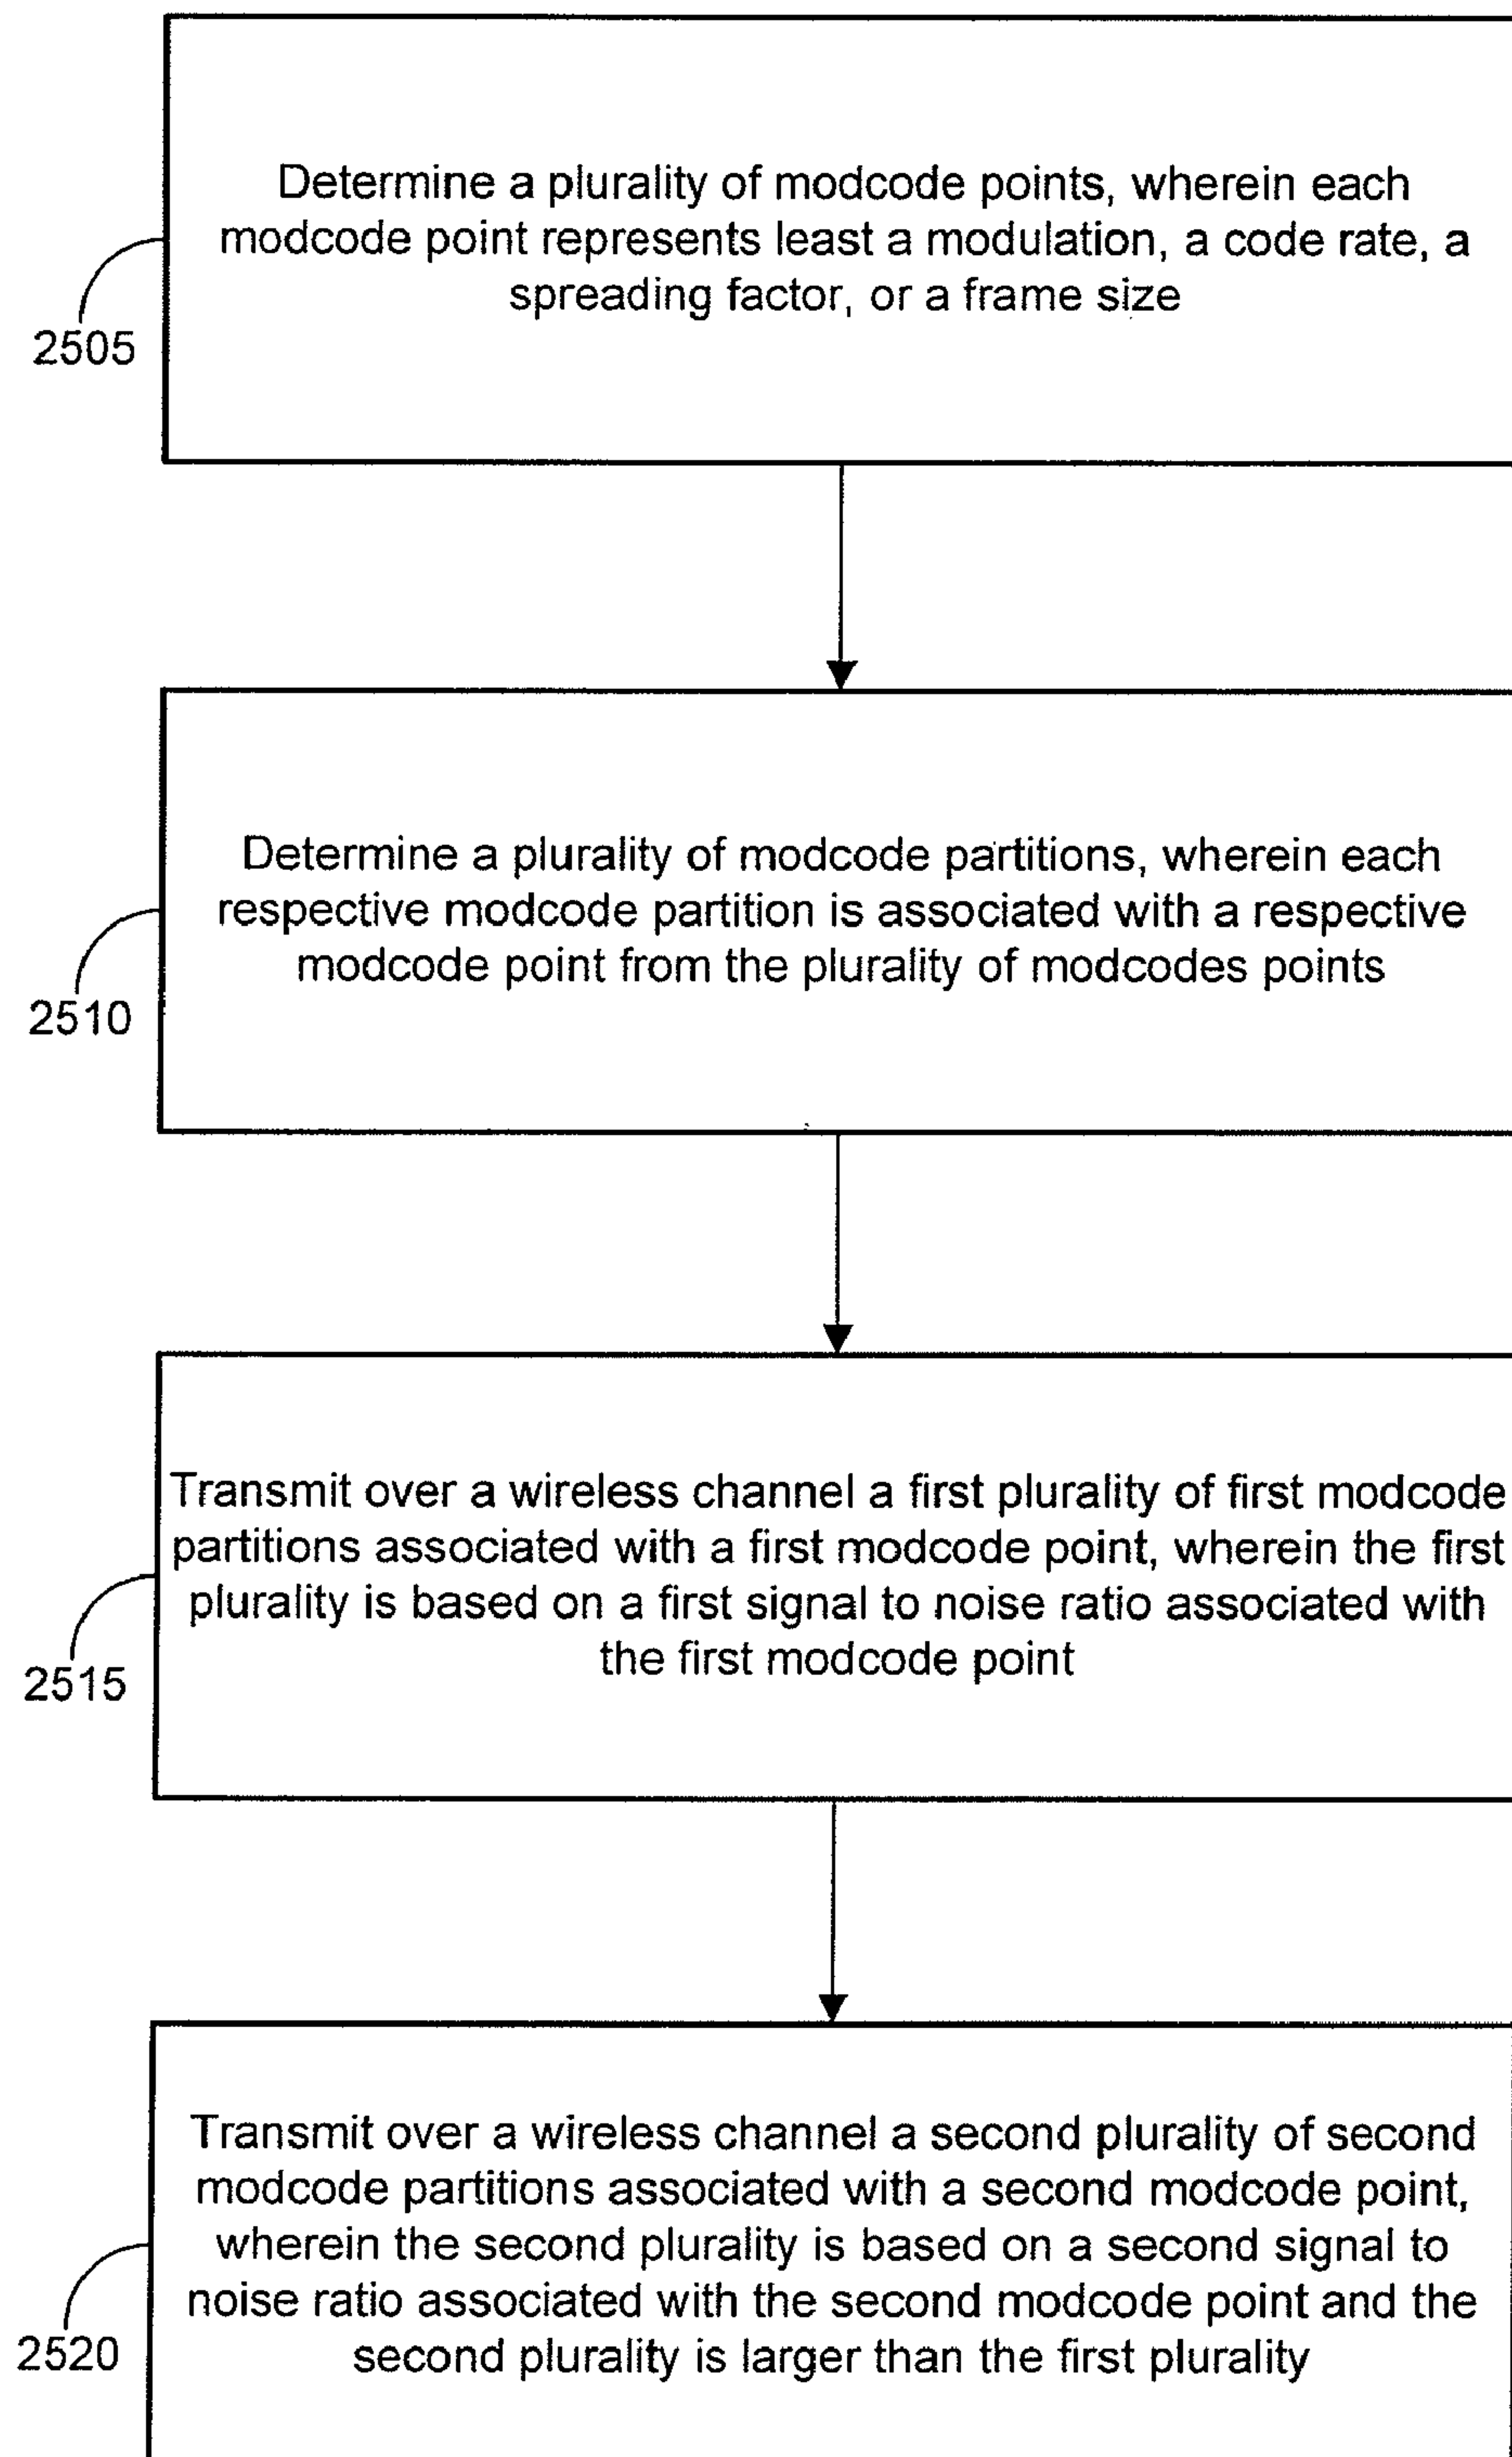 Determine a plurality of modcode points, wherein each
modcode point represents least a modulation, a code rate, a
spreading factor, or a frame size
2505
Determine a plurality of modcode partitions, wherein each
respective modcode partition is associated with a respective
modcode point from the plurality of modcodes points
2510
Transmit over a wireless channel a first plurality of first modcode
partitions associated with a first modcode point, wherein the first
plurality is based on a first signal to noise ratio associated with
the first modcode point
2515
Transmit over a wireless channel a second plurality of second
modcode partitions associated with a second modcode point,
wherein the second plurality is based on a second signal to
noise ratio associated with the second modcode point and the
second plurality is larger than the first plurality
2520